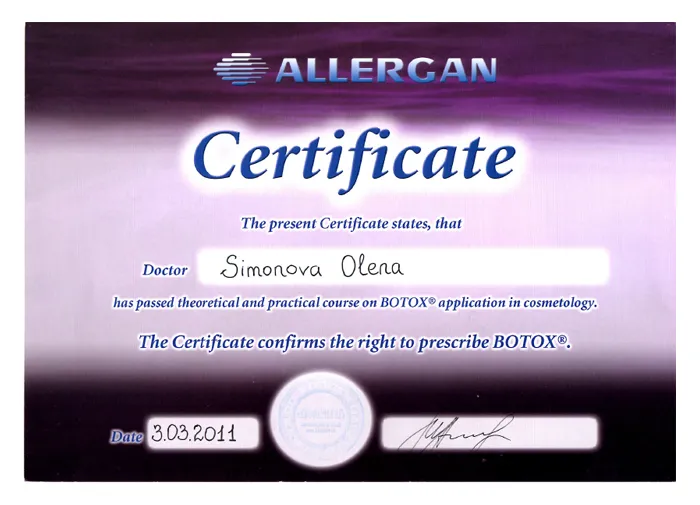 ALLERGAN
Certificate
The present Certificate states, that
Doctor Simonova Olena
has passed theoretical and practical course on BOTOX® application in cosmetology.
The Certificate confirms the right to prescribe BOTOX®.
Date 3.03.2011